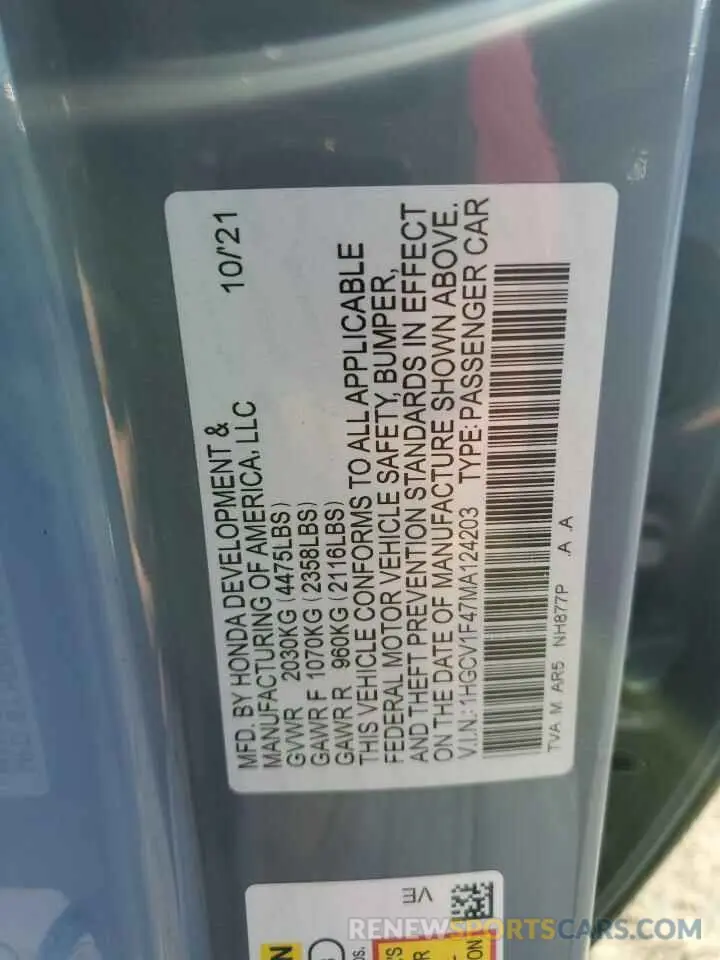 MFD. BY HONDA DEVELOPMENT & 10/'21
MANUFACTURING OF AMERICA, LLC
GVWR 2030KG (4475LBS)
GAWR F 1070KG (2358LBS)
GAWR R 960KG (2116LBS)
THIS VEHICLE CONFORMS TO ALL APPLICABLE
FEDERAL MOTOR VEHICLE SAFETY, BUMPER,
AND THEFT PREVENTION STANDARDS IN EFFECT
ON THE DATE OF MANUFACTURE SHOWN ABOVE.
V.I.N.: 1HGCV1F47MA124203 TYPE: PASSENGER CAR
TVA M AR5 NH877P .A .A
RENEWSPORTSCARS.COM